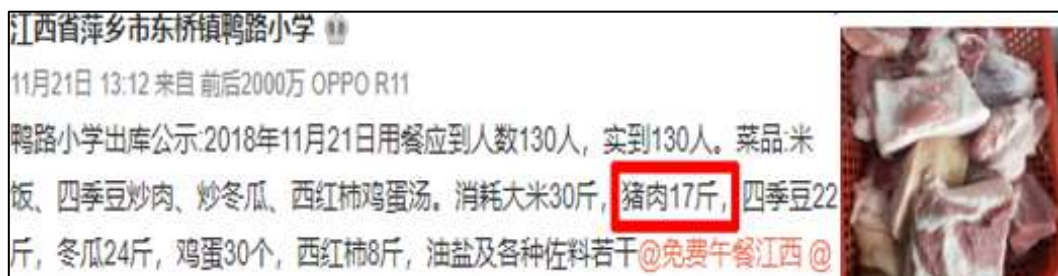 江西省萍乡市东桥镇鸭路小学
11月21日 13:12 来自 前后2000万 OPPO R11
鸭路小学出库公示:2018年11月21日用餐应到人数130人，实到130人。菜品:米
饭、四季豆炒肉、炒冬瓜、西红柿鸡蛋汤。消耗大米30斤，猪肉17斤，四季豆22
斤，冬瓜24斤，鸡蛋30个，西红柿8斤，油盐及各种佐料若干@免费午餐江西 @